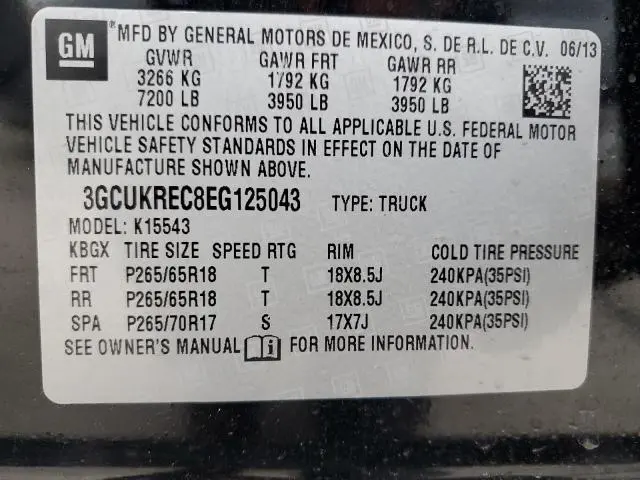 GM
*MFD BY GENERAL MOTORS DE MEXICO, S. DE R.L. DE C.V. 06/13
GVWR GAWR FRT GAWR RR
3266 KG 1792 KG 1792 KG
7200 LB 3950 LB 3950 LB
THIS VEHICLE CONFORMS TO ALL APPLICABLE U.S. FEDERAL MOTOR
VEHICLE SAFETY STANDARDS IN EFFECT ON THE DATE OF
MANUFACTURE SHOWN ABOVE.
3GCUKREC8EG125043 TYPE: TRUCK
MODEL: K15543
KBGX TIRE SIZE SPEED RTG RIM COLD TIRE PRESSURE
FRT P265/65R18 T 18X8.5J 240KPA(35PSI)
RR P265/65R18 T 18X8.5J 240KPA(35PSI)
SPA P265/70R17 S 17X7J 240KPA(35PSI)
SEE OWNER'S MANUAL FOR MORE INFORMATION.